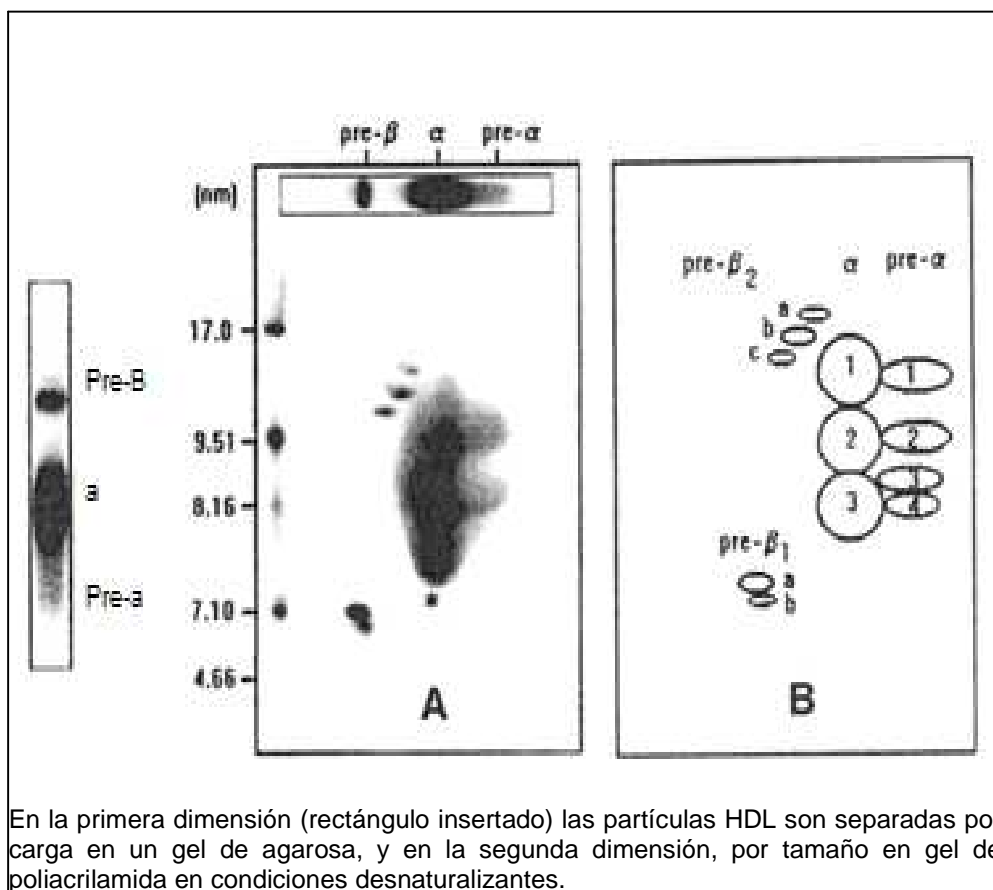 pre-β α pre-α
[nm]
17.0
9.51
8.16
7.10
4.66
A
Pre-B
a
Pre-a
pre-β2 α pre-α
a
b
c
1 1
2 2
3
3
4
pre-β1
a
b
B
En la primera dimensión (rectángulo insertado) las partículas HDL son separadas po
carga en un gel de agarosa, y en la segunda dimensión, por tamaño en gel de
poliacrilamida en condiciones desnaturalizantes.